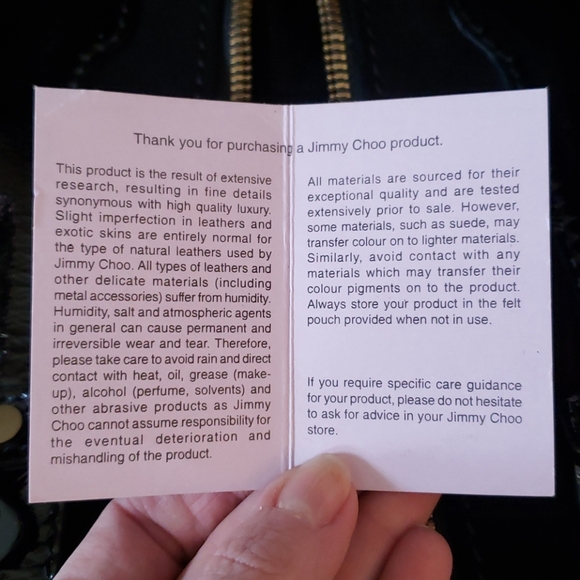 Thank you for purchasing a Jimmy Choo product.
This product is the result of extensive
research, resulting in fine details
synonymous with high quality luxury.
Slight imperfection in leathers and
exotic skins are entirely normal for
the type of natural leathers used by
Jimmy Choo. All types of leathers and
other delicate materials (including
metal accessories) suffer from humidity.
Humidity, salt and atmospheric agents
in general can cause permanent and
irreversible wear and tear. Therefore,
please take care to avoid rain and direct
contact with heat, oil, grease (make-
up), alcohol (perfume, solvents) and
other abrasive products as Jimmy
Choo cannot assume responsibility for
the eventual deterioration and
mishandling of the product.
All materials are sourced for their
exceptional quality and are tested
extensively prior to sale. However,
some materials, such as suede, may
transfer colour on to lighter materials.
Similarly, avoid contact with any
materials which may transfer their
colour pigments on to the product.
Always store your product in the felt
pouch provided when not in use.
If you require specific care guidance
for your product, please do not hesitate
to ask for advice in your Jimmy Choo
store.